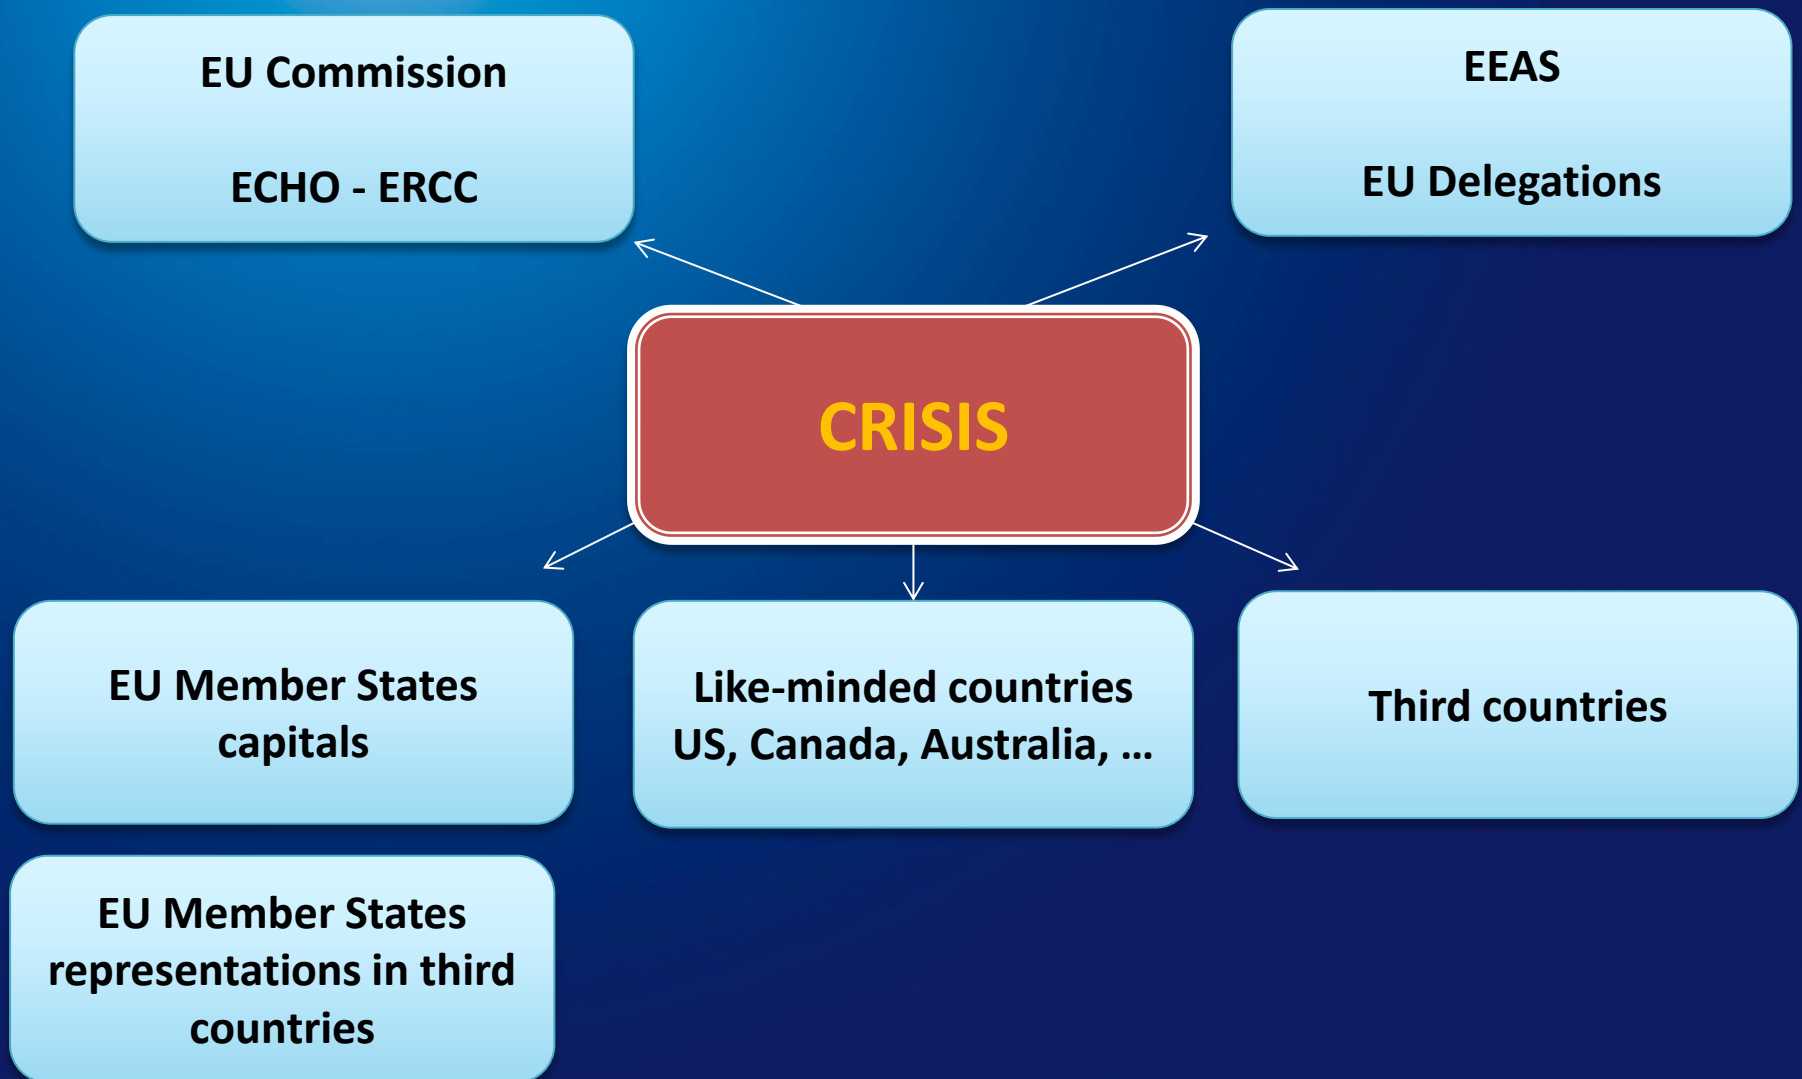 EU Commission
ECHO - ERCC
EEAS
EU Delegations
CRISIS
EU Member States
capitals
Like-minded countries
US, Canada, Australia, ...
Third countries
EU Member States
representations in third
countries